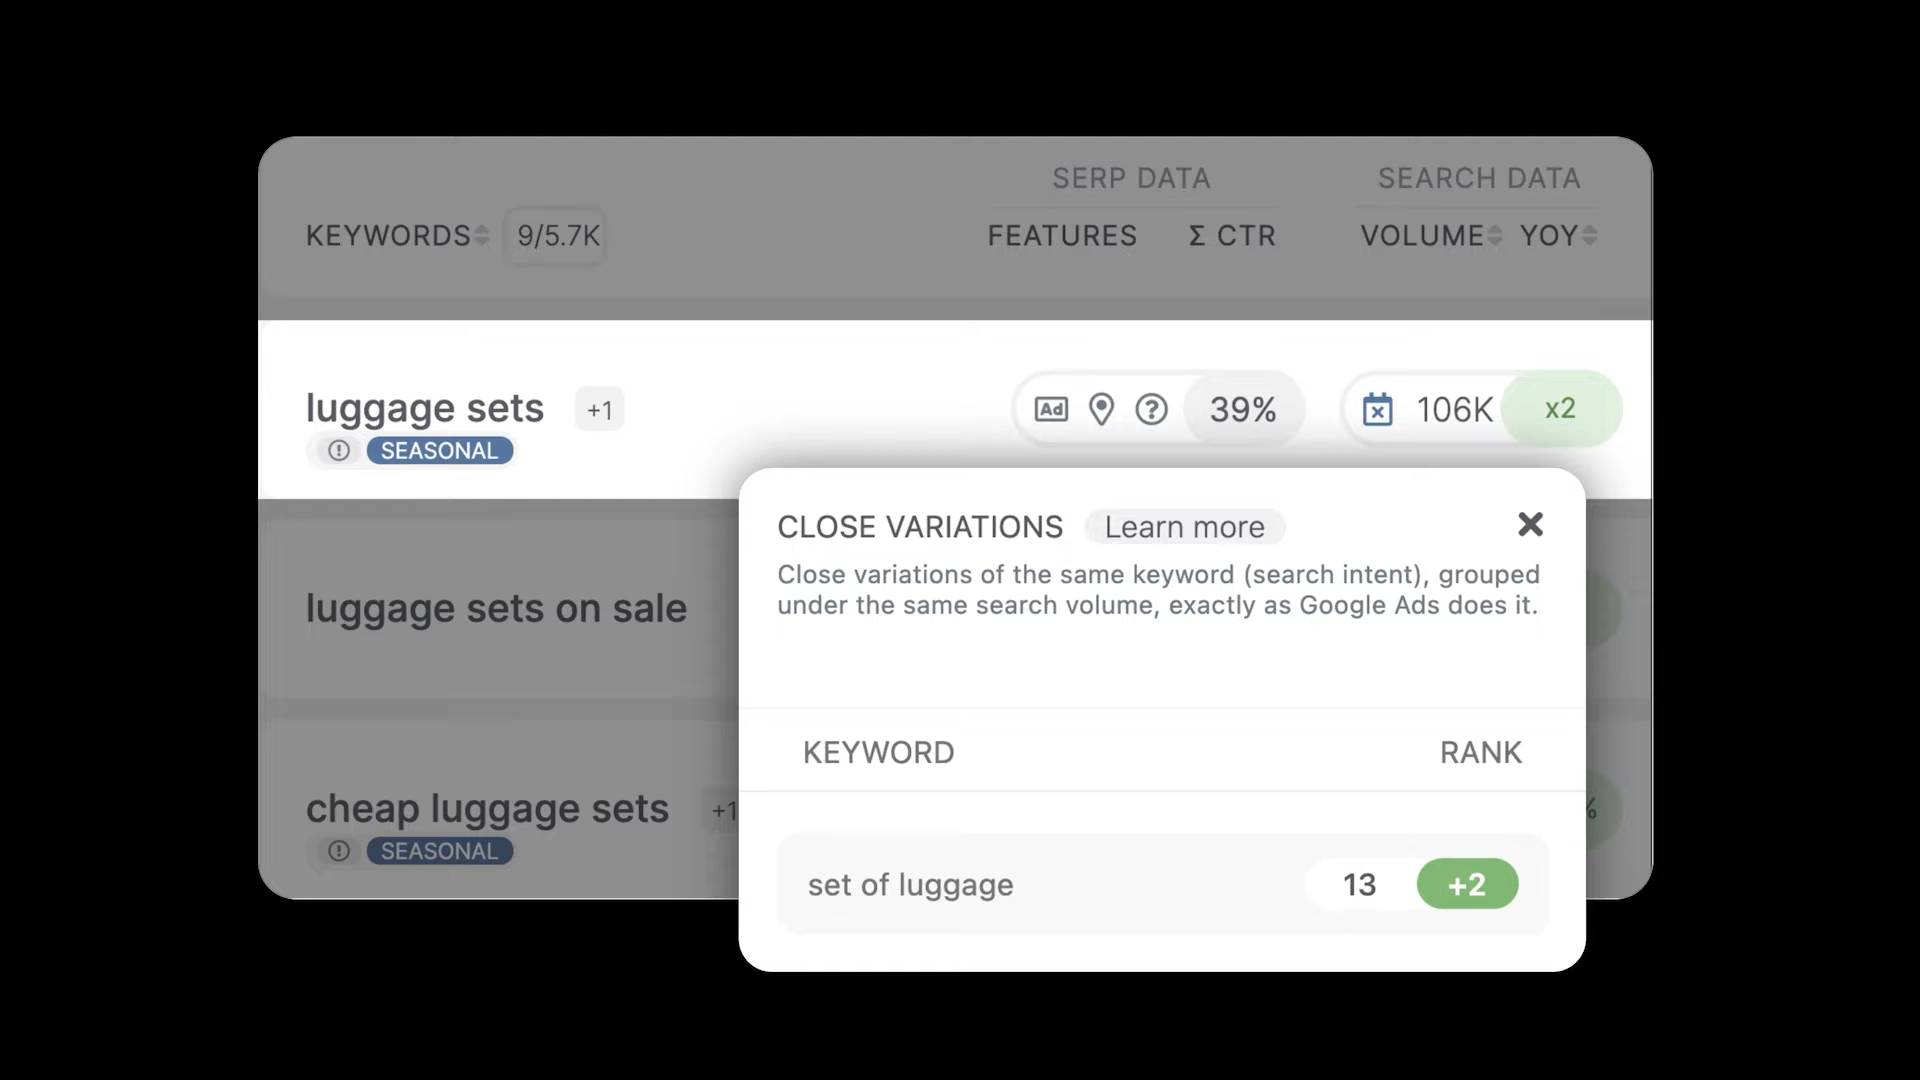 SERP DATA SEARCH DATA
KEYWORDS 9/5.7K FEATURES Σ CTR VOLUME YOY
luggage sets +1 Ad 39% 106K x2
SEASONAL
CLOSE VARIATIONS Learn more
Close variations of the same keyword (search intent), grouped
under the same search volume, exactly as Google Ads does it.
luggage sets on sale
KEYWORD RANK
cheap luggage sets +1 %
SEASONAL
set of luggage 13 +2